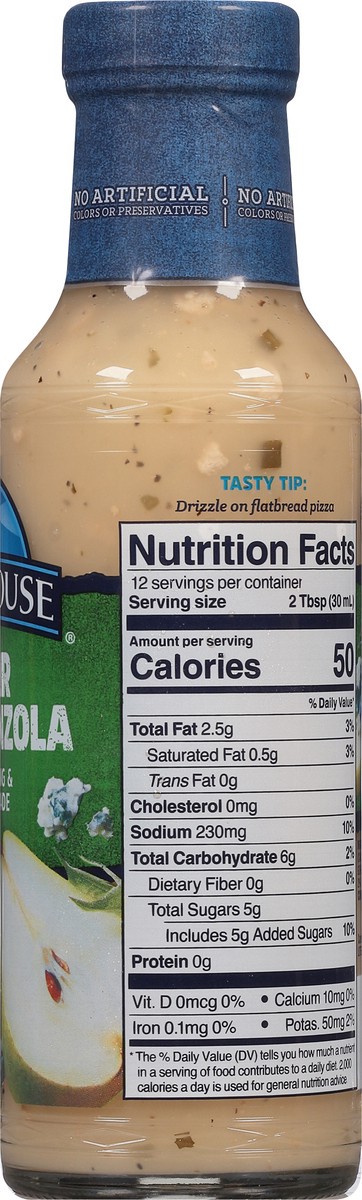 NO ARTIFICIAL
COLORS OR PRESERVATIVES
TASTY TIP:
Drizzle on flatbread pizza
OUSE
®
R
ZOLA
G &
DE
Nutrition Facts
12 servings per container
Serving size 2 Tbsp (30 mL)
Amount per serving
Calories 50
% Daily Value*
Total Fat 2.5g 3%
Saturated Fat 0.5g 3%
Trans Fat 0g
Cholesterol 0mg 0%
Sodium 230mg 10%
Total Carbohydrate 6g 2%
Dietary Fiber 0g 0%
Total Sugars 5g
Includes 5g Added Sugars 10%
Protein 0g
Vit. D 0mcg 0% • Calcium 10mg 0%
Iron 0.1mg 0% • Potas. 50mg 2%
* The % Daily Value (DV) tells you how much a nutrient
in a serving of food contributes to a daily diet. 2,000
calories a day is used for general nutrition advice